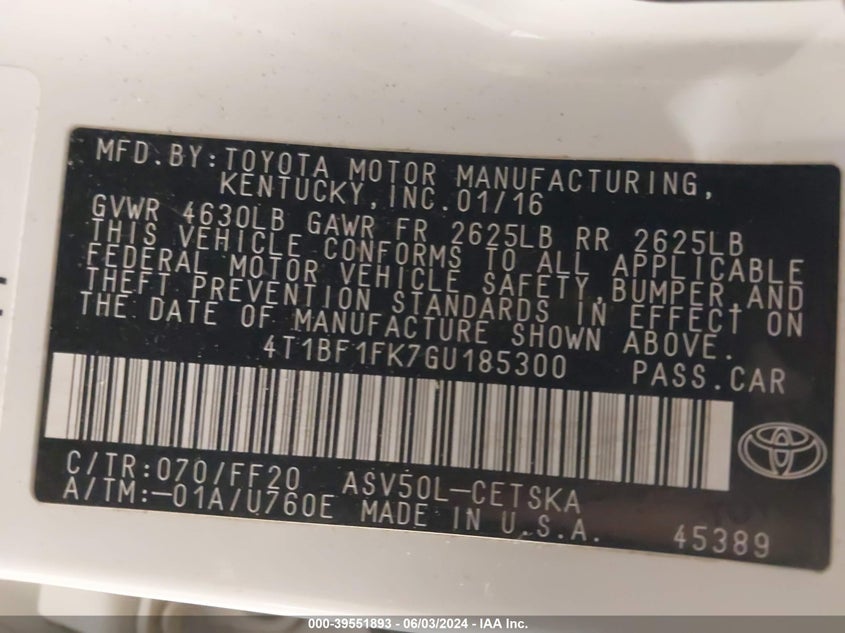 MFD.BY:TOYOTA MOTOR MANUFACTURING,
KENTUCKY,INC.01/16
GVWR 4630LB GAWR FR 2625LB RR 2625LB
THIS VEHICLE CONFORMS TO ALL APPLICABLE
FEDERAL MOTOR VEHICLE SAFETY,BUMPER,AND
THEFT PREVENTION STANDARDS IN EFFECT ON
THE DATE OF MANUFACTURE SHOWN ABOVE.
4T1BF1FK7GU185300 PASS.CAR
C/TR:070/FF20 ASV50L-CETSKA
A/TM:-01A/U760E MADE IN U.S.A. 45389
000-39551893 - 06/03/2024 - IAA Inc.